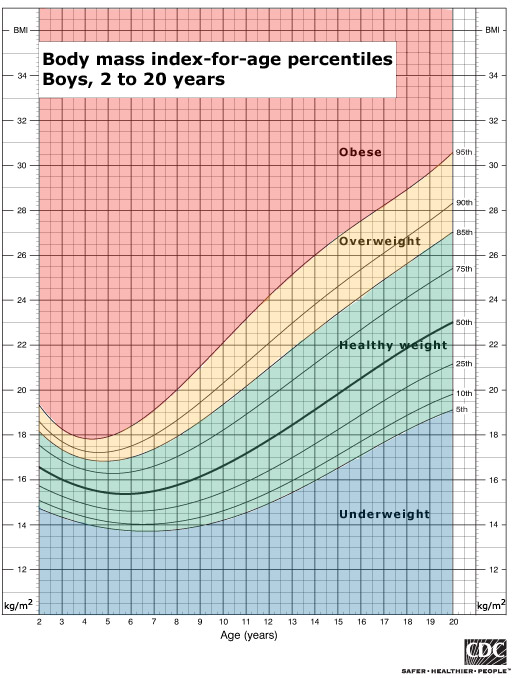 BMI
BMI
Body mass index-for-age percentiles
Boys, 2 to 20 years
34
34
32
32
Obese
95th
30
30
90th
28
28
Overweight
85th
26
26
75th
24
24
50th
Healthy weight
22
22
25th
20
20
10th
5th
18
18
16
16
Underweight
14
14
12
12
kg/m²
kg/m²
2 3 4 5 6 7 8 9 10 11 12 13 14 15 16 17 18 19 20
Age (years)
CDC
SAFER • HEALTHIER • PEOPLE™